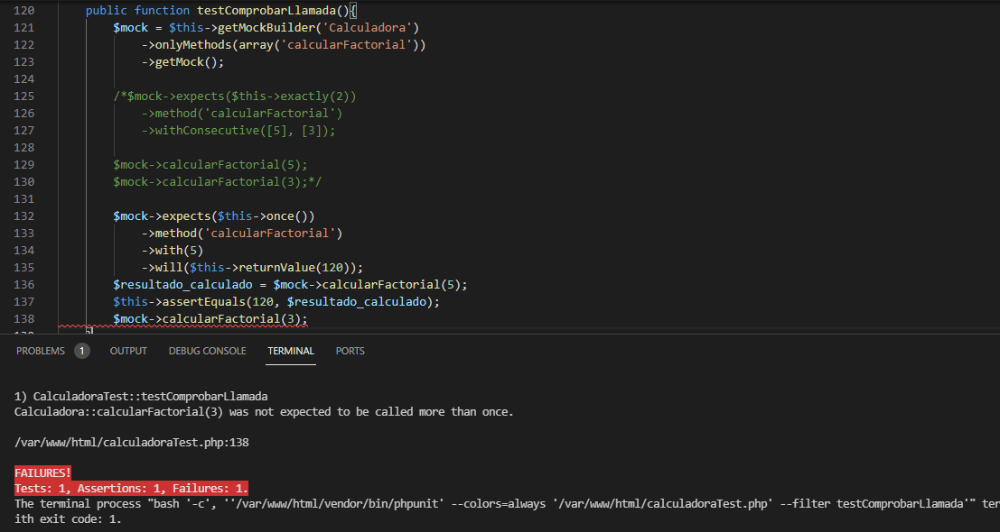 120 public function testComprobarLlamada(){
121 $mock = $this->getMockBuilder('Calculadora')
122 ->onlyMethods(array('calcularFactorial'))
123 ->getMock();
124
125 /*$mock->expects($this->exactly(2))
126 ->method('calcularFactorial')
127 ->withConsecutive([5], [3]);
128
129 $mock->calcularFactorial(5);
130 $mock->calcularFactorial(3);*/
131
132 $mock->expects($this->once())
133 ->method('calcularFactorial')
134 ->with(5)
135 ->will($this->returnValue(120));
136 $resultado_calculado = $mock->calcularFactorial(5);
137 $this->assertEquals(120, $resultado_calculado);
138 $mock->calcularFactorial(3);
PROBLEMS 1 OUTPUT DEBUG CONSOLE TERMINAL PORTS
1) CalculadoraTest::testComprobarLlamada
Calculadora::calcularFactorial(3) was not expected to be called more than once.
/var/www/html/calculadoraTest.php:138
FAILURES!
Tests: 1, Assertions: 1, Failures: 1.
The terminal process "bash '-c', ''/var/www/html/vendor/bin/phpunit' --colors=always '/var/www/html/calculadoraTest.php' --filter testComprobarLlamada'" ter
ith exit code: 1.